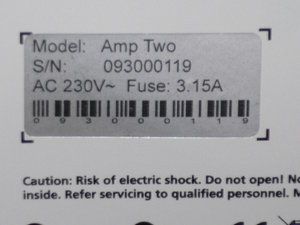 Model: Amp Two
S/N: 093000119
AC 230V~ Fuse: 3.15A
093000119
Caution: Risk of electric shock. Do not open! No
inside. Refer servicing to qualified personnel.